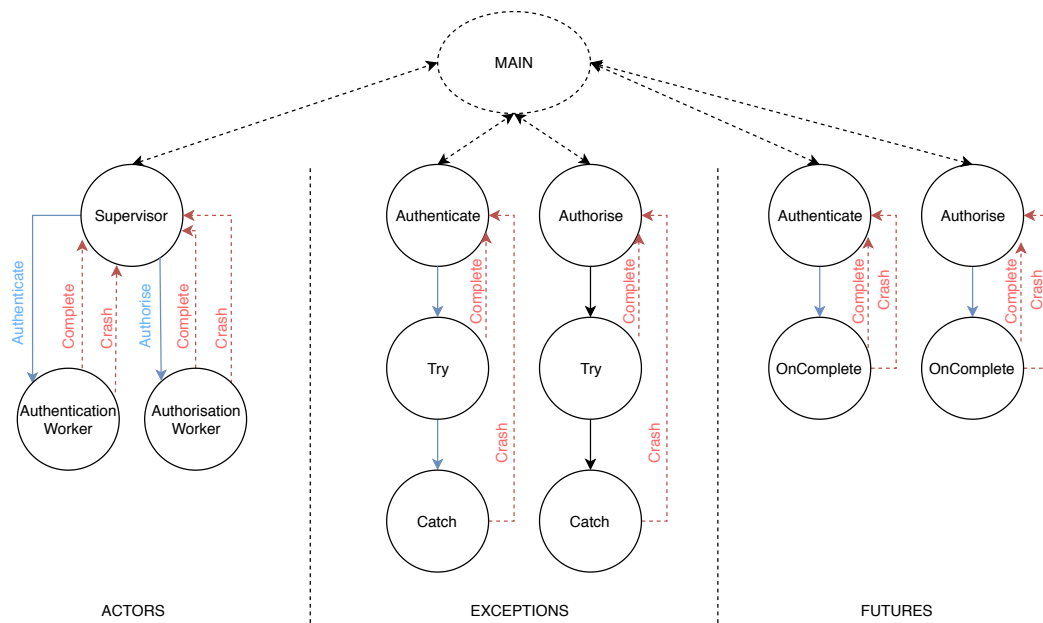 MAIN
Supervisor
Authenticate
Complete
Crash
Authorise
Complete
Crash
Authentication
Worker
Authorisation
Worker
ACTORS
Authenticate
Authorise
Complete
Complete
Try
Try
Crash
Crash
Catch
Catch
EXCEPTIONS
Authenticate
Authorise
Complete
Crash
Complete
Crash
OnComplete
OnComplete
FUTURES